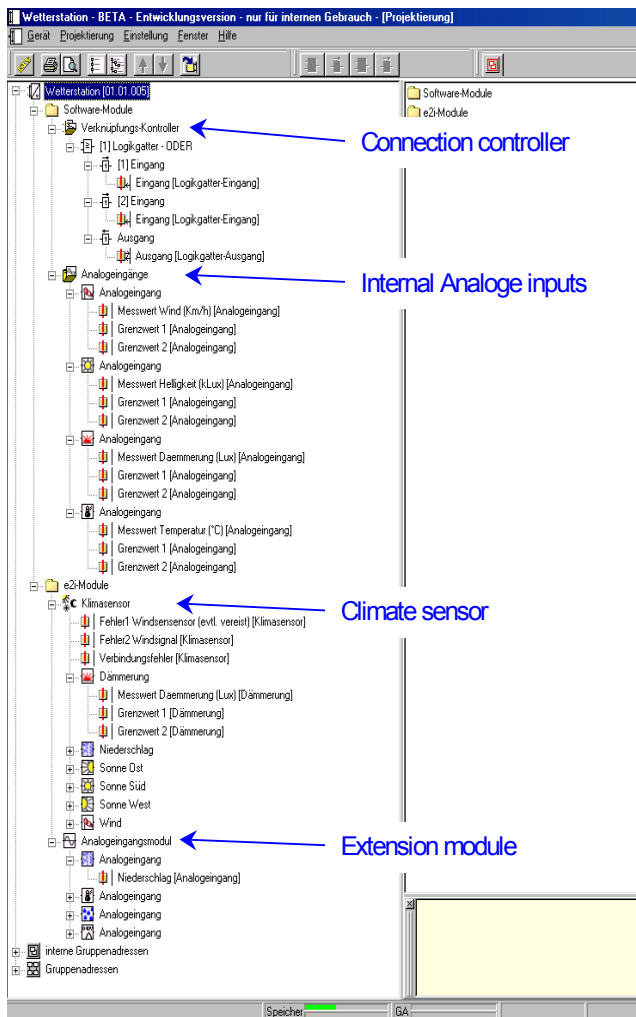 Wetterstation - BETA - Entwicklungsversion - nur für internen Gebrauch - [Projektierung]
Gerät Projektierung Einstellung Fenster Hilfe
Wetterstation [01.01.005]
Software-Module
Verknüpfungs-Kontroller
[1] Logikgatter - ODER
[1] Eingang
Eingang [Logikgatter-Eingang]
[2] Eingang
Eingang [Logikgatter-Eingang]
Ausgang
Ausgang [Logikgatter-Ausgang]
Analogeingänge
Analogeingang
Messwert Wind (Km/h) [Analogeingang]
Grenzwert 1 [Analogeingang]
Grenzwert 2 [Analogeingang]
Analogeingang
Messwert Helligkeit (kLux) [Analogeingang]
Grenzwert 1 [Analogeingang]
Grenzwert 2 [Analogeingang]
Analogeingang
Messwert Daemmerung (Lux) [Analogeingang]
Grenzwert 1 [Analogeingang]
Grenzwert 2 [Analogeingang]
Analogeingang
Messwert Temperatur (°C) [Analogeingang]
Grenzwert 1 [Analogeingang]
Grenzwert 2 [Analogeingang]
e2i-Module
Klimasensor
Fehler1 Windsensensor (evtl. vereist) [Klimasensor]
Fehler2 Windsignal [Klimasensor]
Verbindungsfehler [Klimasensor]
Dämmerung
Messwert Daemmerung (Lux) [Dämmerung]
Grenzwert 1 [Dämmerung]
Grenzwert 2 [Dämmerung]
Niederschlag
Sonne Ost
Sonne Süd
Sonne West
Wind
Analogeingangsmodul
Analogeingang
Niederschlag [Analogeingang]
Analogeingang
Analogeingang
Analogeingang
interne Gruppenadressen
Gruppenadressen
Software-Module
e2i-Module
Connection controller
Internal Analoge inputs
Climate sensor
Extension module
Speicher GA